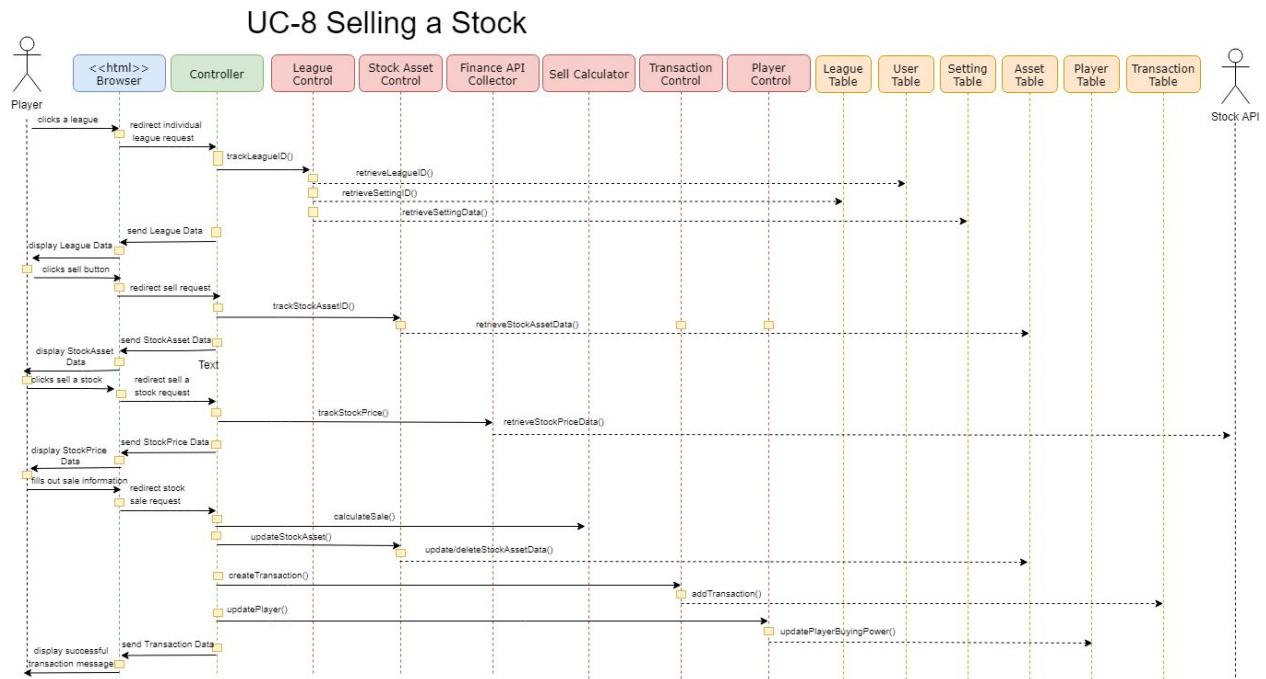 UC-8 Selling a Stock
<<html>>
Browser
Controller
League
Control
Stock Asset
Control
Finance API
Collector
Sell Calculator
Transaction
Control
Player
Control
League
Table
User
Table
Setting
Table
Asset
Table
Player
Table
Transaction
Table
Player
Stock API
clicks a league
redirect individual
league request
trackLeagueID()
retrieveLeagueID()
retrieveSettingID()
retrieveSettingData()
send League Data
display League Data
clicks sell button
redirect sell request
trackStockAssetID()
retrieveStockAssetData()
send StockAsset Data
display StockAsset
Data
Text
clicks sell a stock
redirect sell a
stock request
trackStockPrice()
retrieveStockPriceData()
send StockPrice Data
display StockPrice
Data
fills out sale information
redirect stock
sale request
calculateSale()
updateStockAsset()
update/deleteStockAssetData()
createTransaction()
addTransaction()
updatePlayer()
updatePlayerBuyingPower()
send Transaction Data
display successful
transaction message